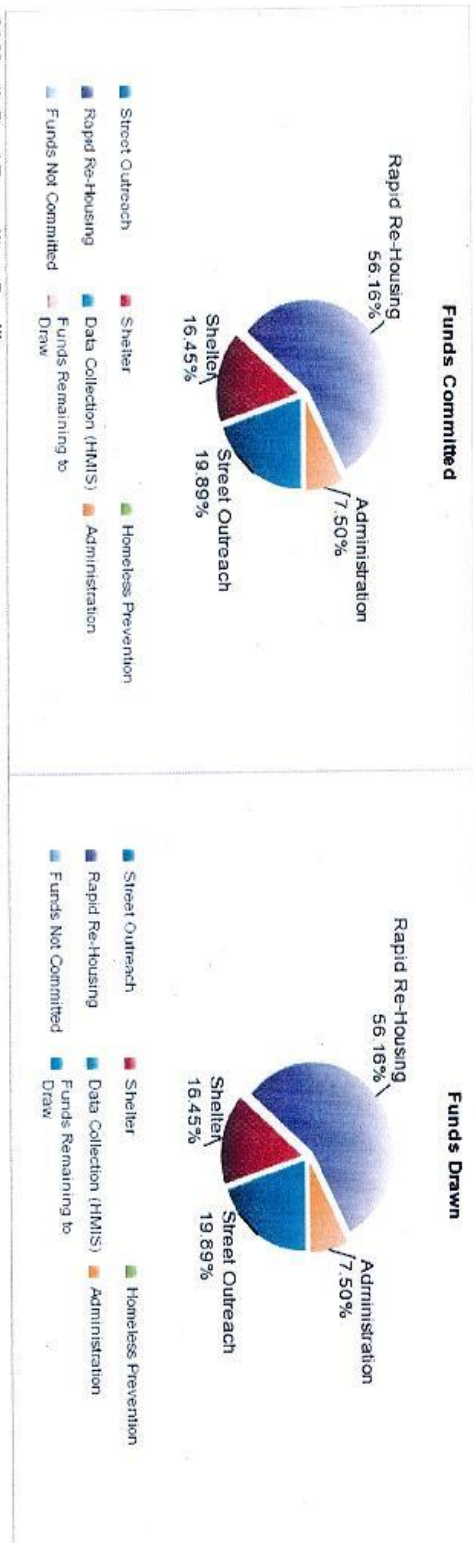 Funds Committed
Rapid Re-Housing
56.16%
Administration
7.50%
Shelter
16.45%
Street Outreach
19.89%
Street Outreach
Shelter
Homeless Prevention
Rapid Re-Housing
Data Collection (HMIS)
Administration
Funds Not Committed
Funds Remaining to
Draw
Funds Drawn
Rapid Re-Housing
56.16%
Administration
7.50%
Shelter
16.45%
Street Outreach
19.89%
Street Outreach
Shelter
Homeless Prevention
Rapid Re-Housing
Data Collection (HMIS)
Administration
Funds Not Committed
Funds Remaining to
Draw